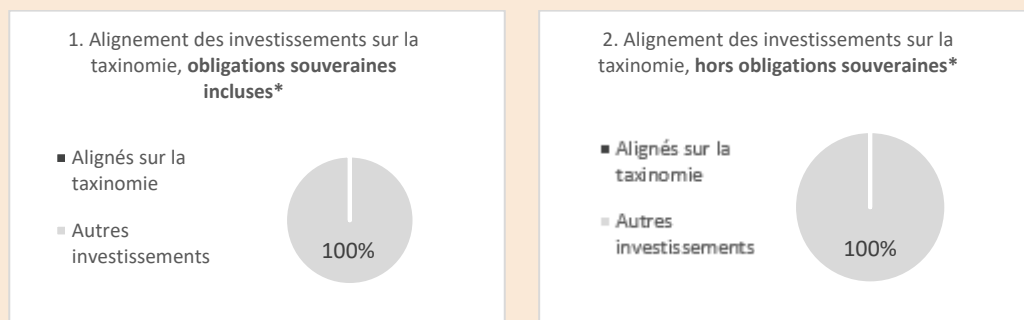 1. Alignement des investissements sur la
taxinomie, obligations souveraines
incluses*
Alignés sur la
taxinomie
Autres
investissements
100%
2. Alignement des investissements sur la
taxinomie, hors obligations souveraines*
Alignés sur la
taxinomie
Autres
investissements
100%